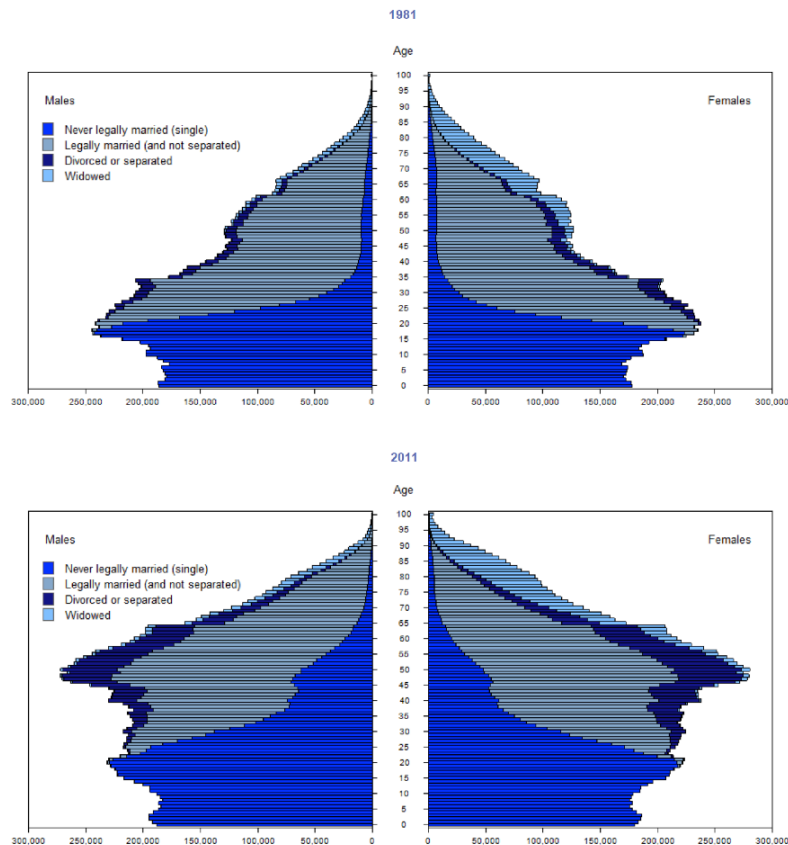 1981
Age
Males
Females
Never legally married (single)
Legally married (and not separated)
Divorced or separated
Widowed
100
95
90
85
80
75
70
65
60
55
50
45
40
35
30
25
20
15
10
5
0
300,000 250,000 200,000 150,000 100,000 50,000 0 0 50,000 100,000 150,000 200,000 250,000 300,000
2011
Age
Males
Females
Never legally married (single)
Legally married (and not separated)
Divorced or separated
Widowed
100
95
90
85
80
75
70
65
60
55
50
45
40
35
30
25
20
15
10
5
0
300,000 250,000 200,000 150,000 100,000 50,000 0 0 50,000 100,000 150,000 200,000 250,000 300,000